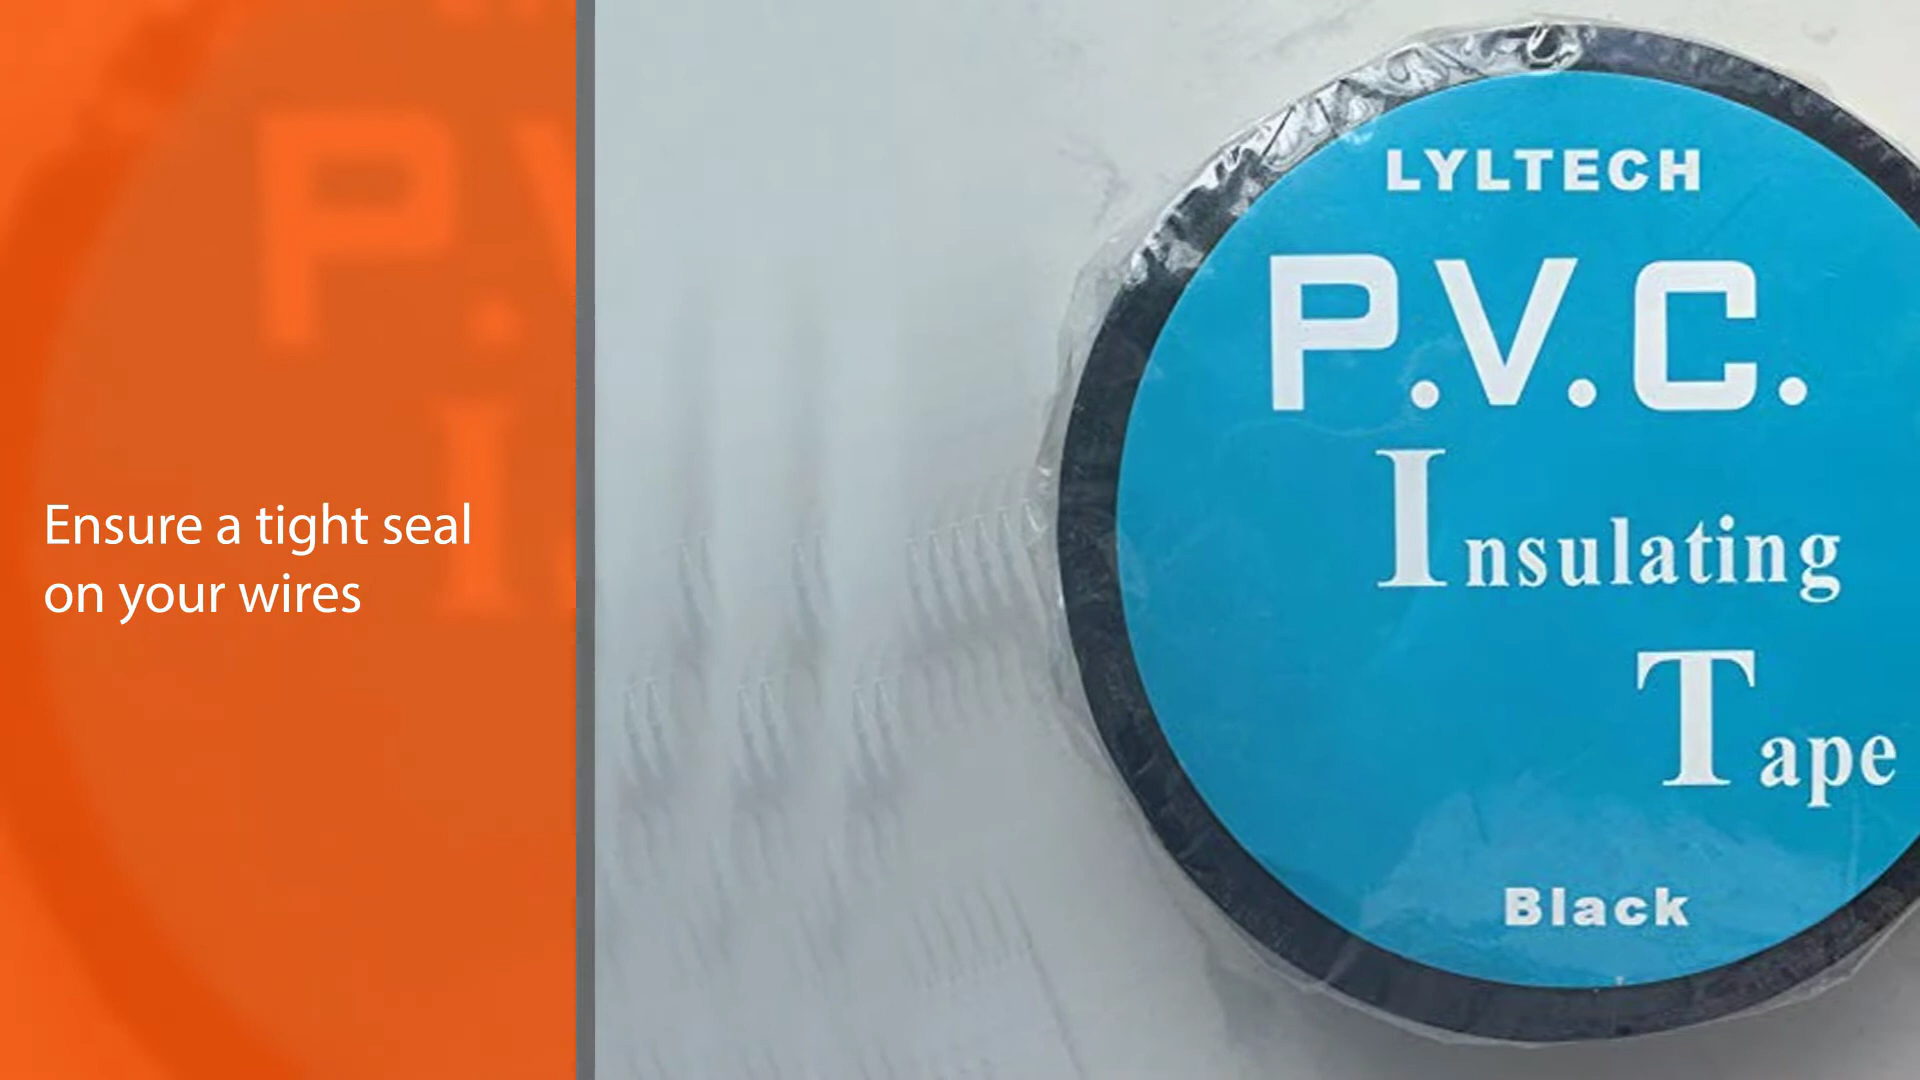 Ensure a tight seal
on your wires
LYLTECH
P.V.C.
Insulating
Tape
Black